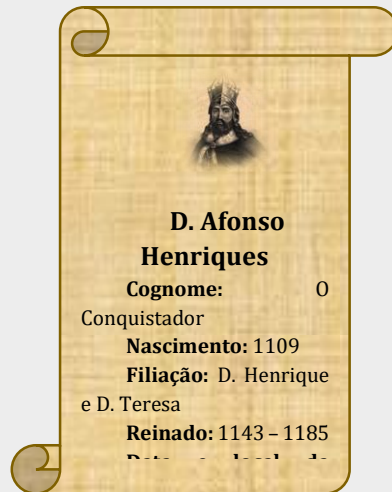 D. Afonso
Henriques
Cognome: O
Conquistador
Nascimento: 1109
Filiação: D. Henrique
e D. Teresa
Reinado: 1143 – 1185